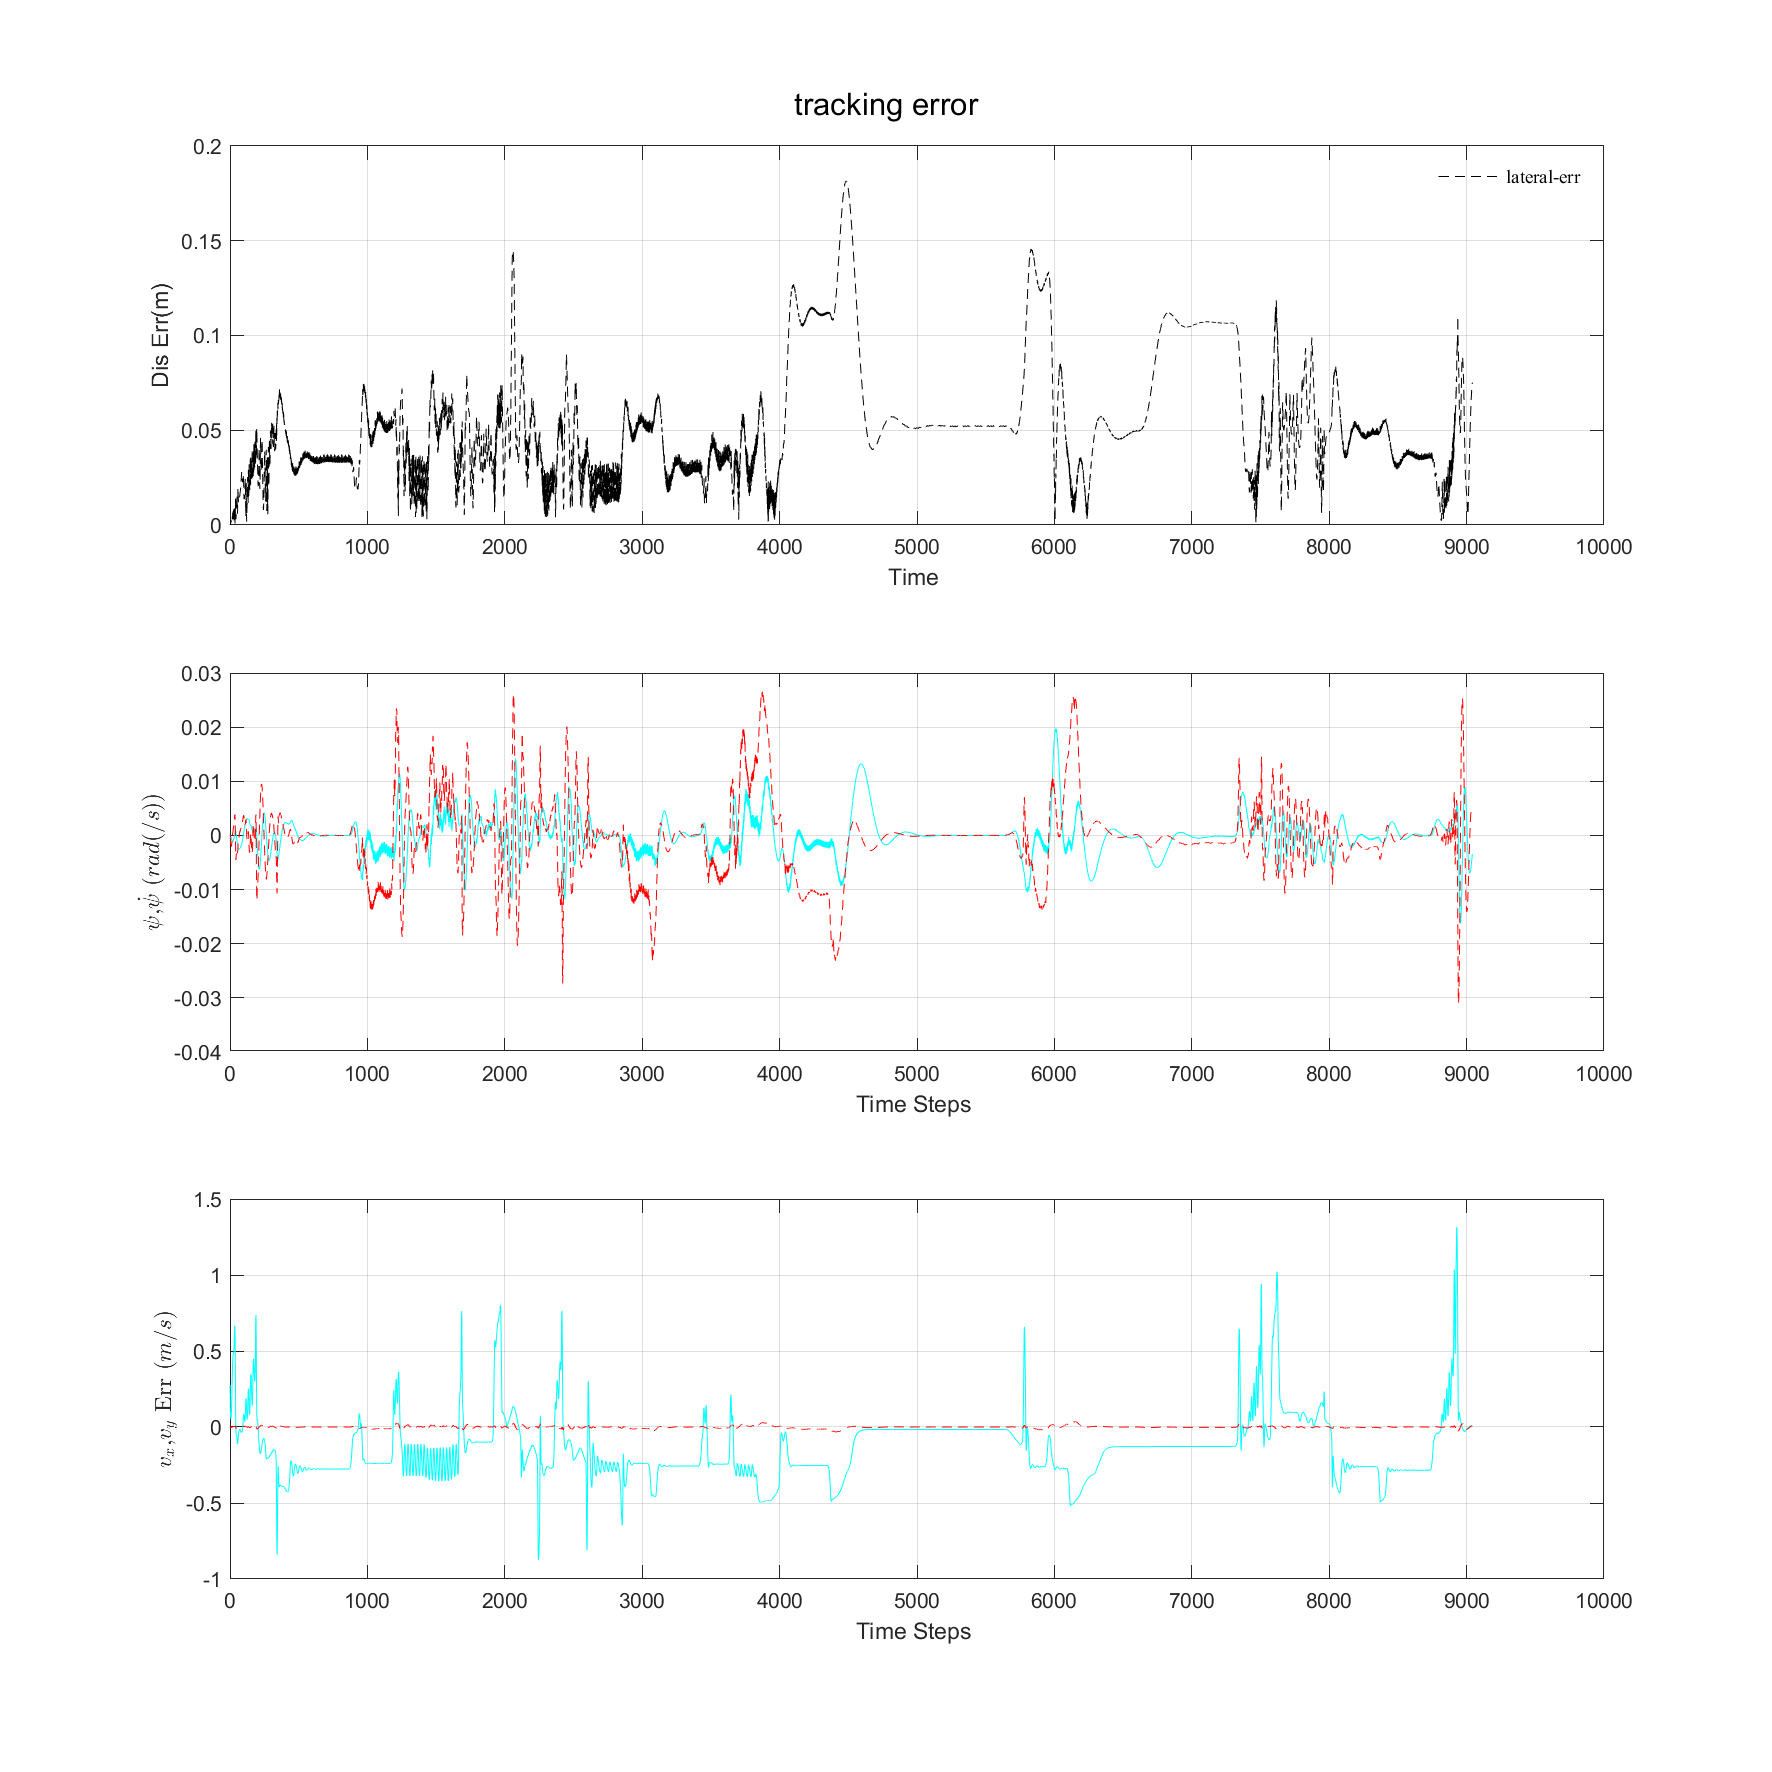 tracking error
0.2
0.15
0.1
0.05
0
Dis Err(m)
lateral-err
0 1000 2000 3000 4000 5000 6000 7000 8000 9000 10000
Time
0.03
0.02
0.01
0
-0.01
-0.02
-0.03
-0.04
ψ,ψ̇ (rad(/s))
0 1000 2000 3000 4000 5000 6000 7000 8000 9000 10000
Time Steps
1.5
1
0.5
0
-0.5
-1
v_x,v_y Err (m/s)
0 1000 2000 3000 4000 5000 6000 7000 8000 9000 10000
Time Steps